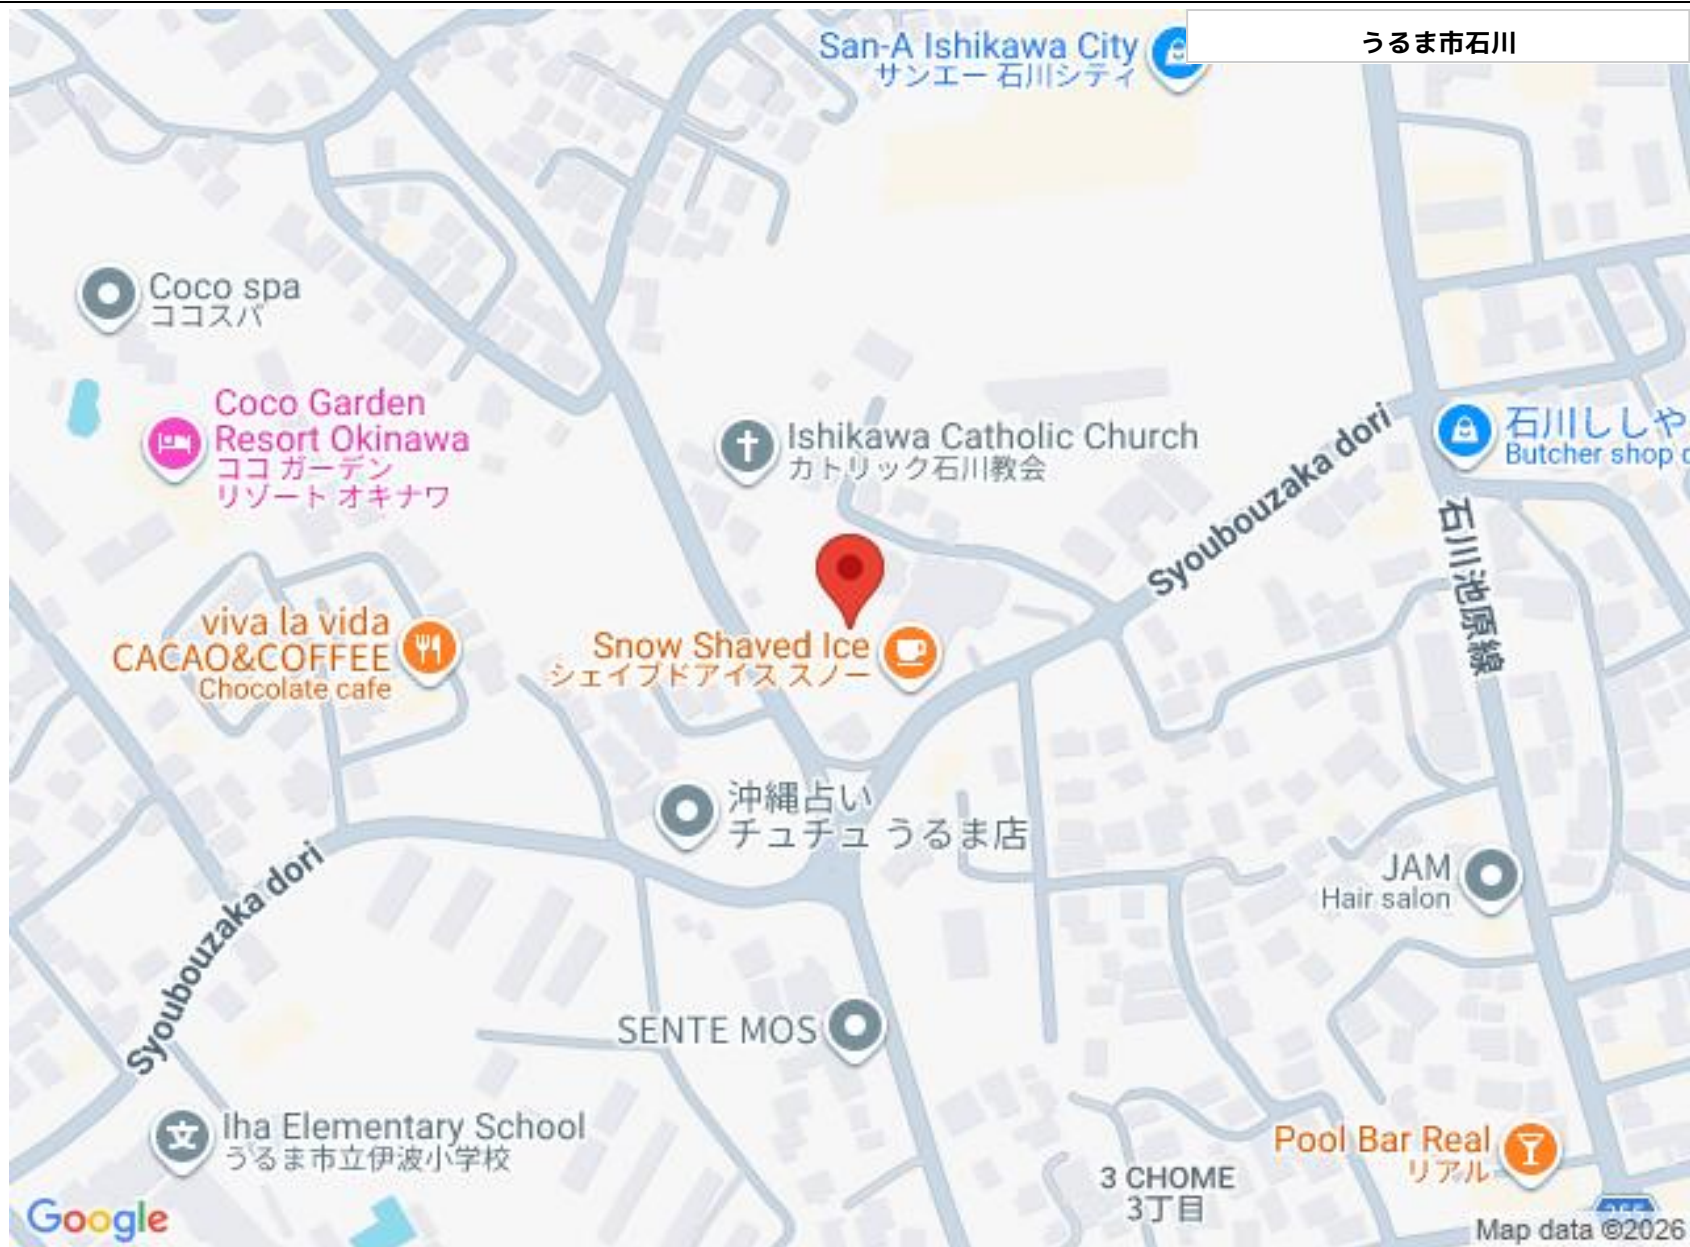 San-A Ishikawa City
サンエー 石川シティ
うるま市石川
Coco spa
ココスパ
Coco Garden
Resort Okinawa
ココ ガーデン
リゾート オキナワ
Ishikawa Catholic Church
カトリック石川教会
Syoubouzaka dori
石川ししや
Butcher shop
石川池原線
viva la vida
CACAO&COFFEE
Chocolate cafe
Snow Shaved Ice
シェイブドアイス スノー
沖縄占い
チュチュ うるま店
Syoubouzaka dori
JAM
Hair salon
SENTE MOS
Iha Elementary School
うるま市立伊波小学校
Pool Bar Real
リアル
3 CHOME
3丁目
Google
Map data ©2026